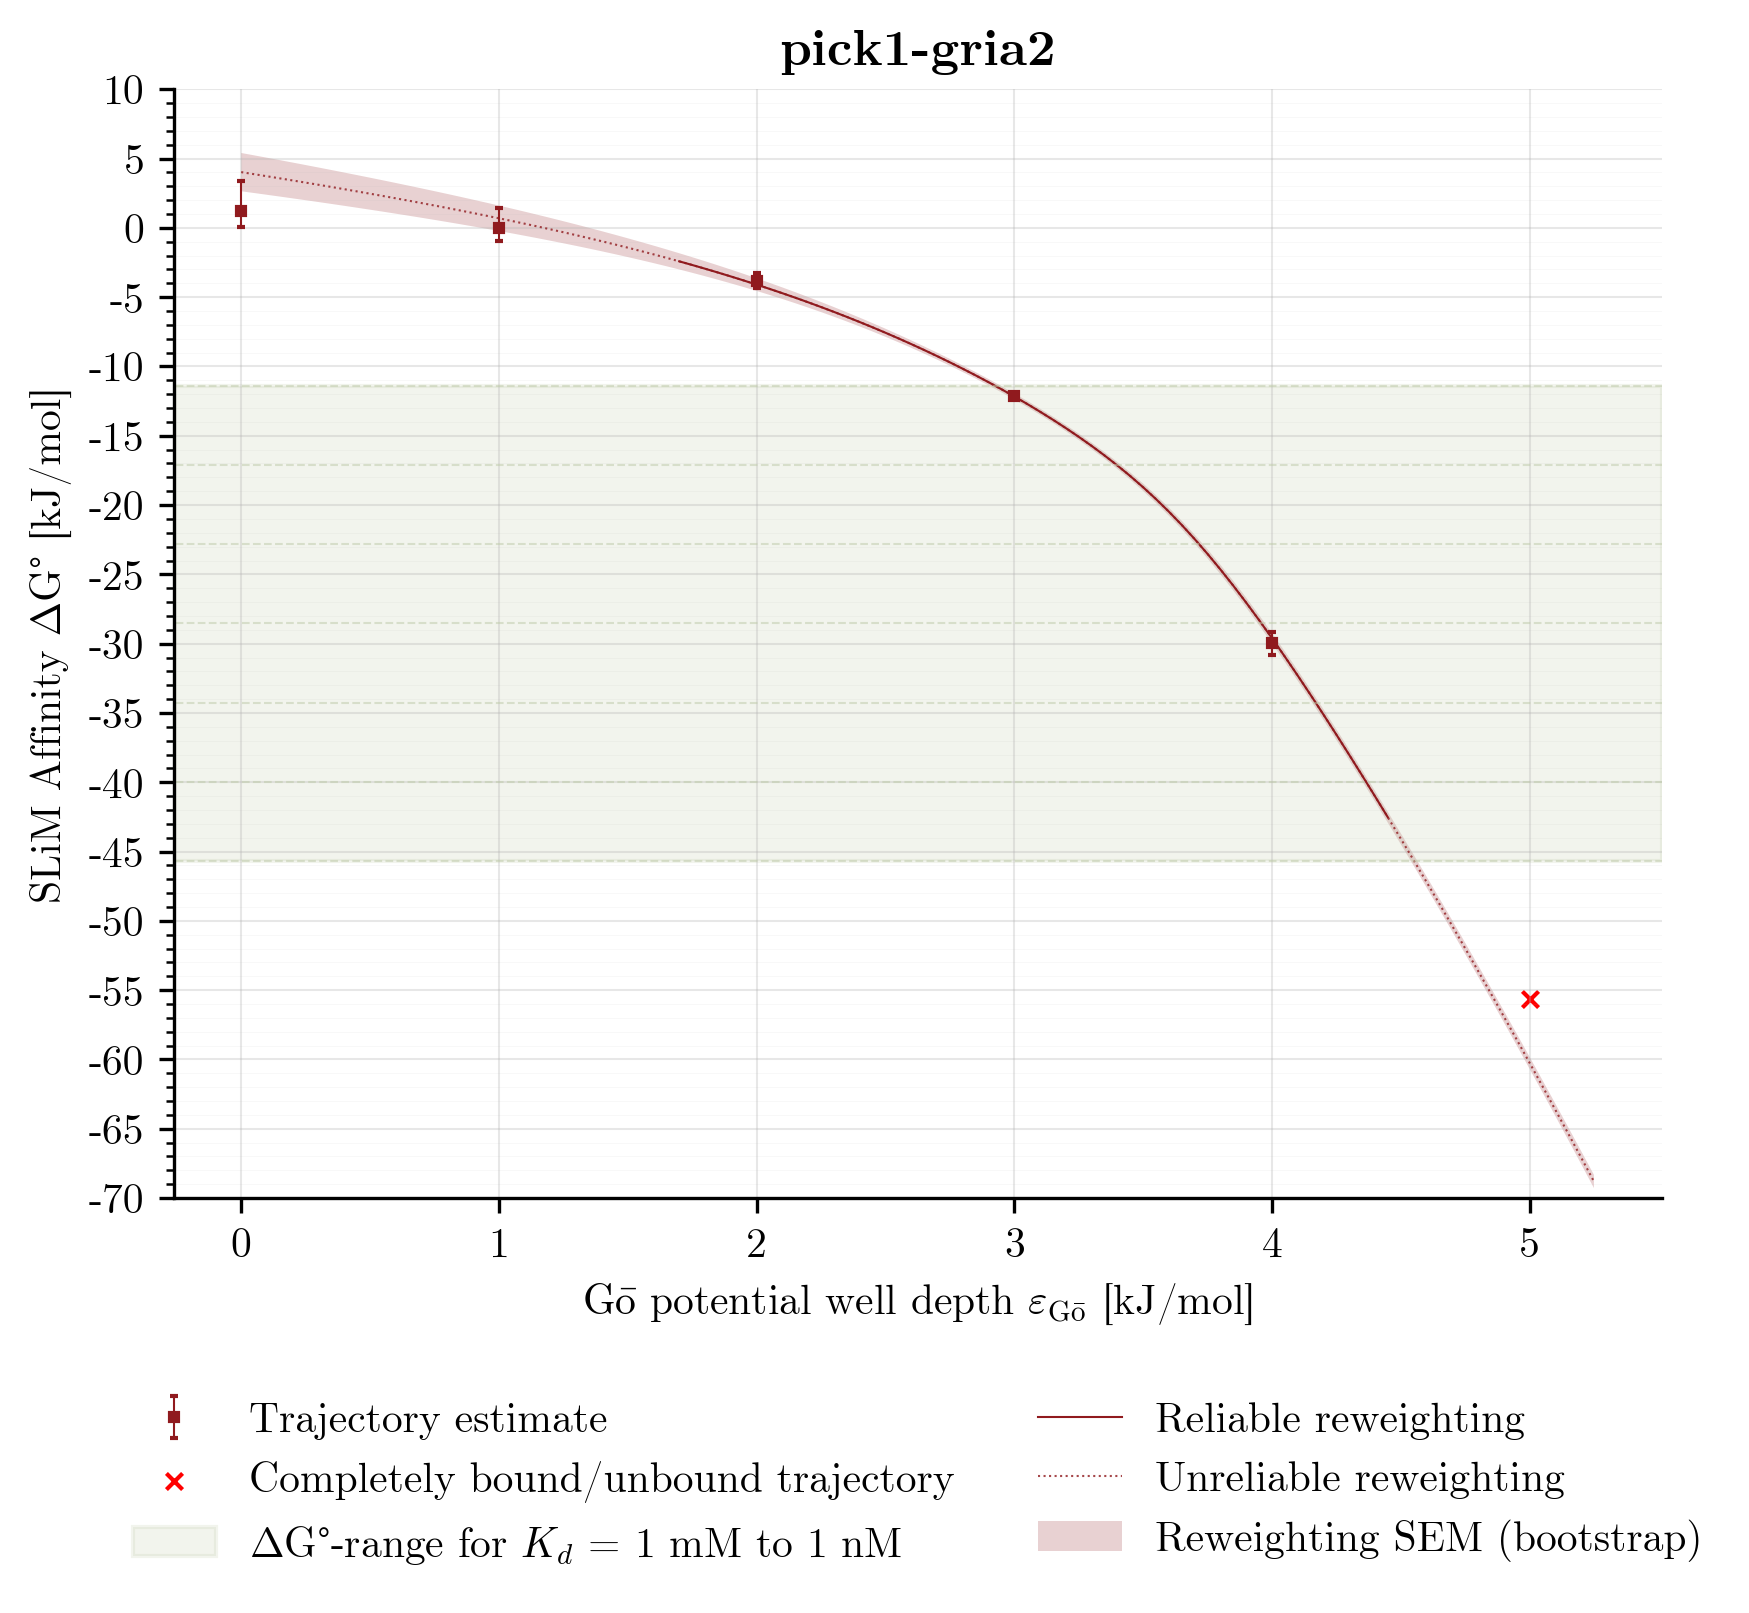 pick1-gria2
10
5
0
-5
-10
-15
-20
-25
-30
-35
-40
-45
-50
-55
-60
-65
-70
SLiM Affinity ΔG° [kJ/mol]
0 1 2 3 4 5
Gō potential well depth ε_Gō [kJ/mol]
Trajectory estimate
Completely bound/unbound trajectory
ΔG°-range for K_d = 1 mM to 1 nM
Reliable reweighting
Unreliable reweighting
Reweighting SEM (bootstrap)